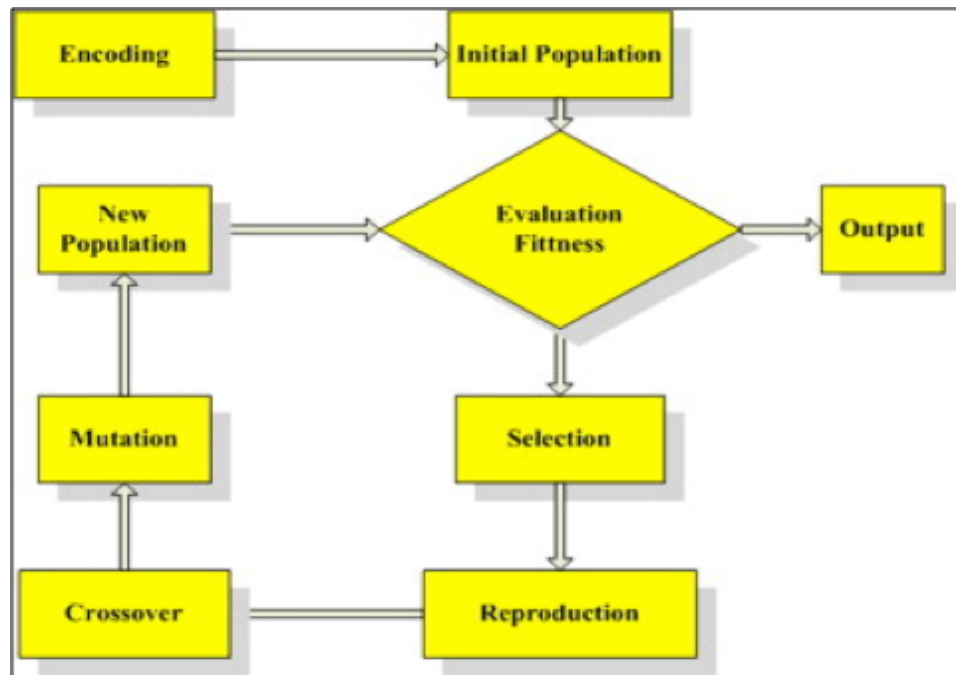 Encoding
Initial Population
New
Population
Evaluation
Fittness
Output
Mutation
Selection
Crossover
Reproduction